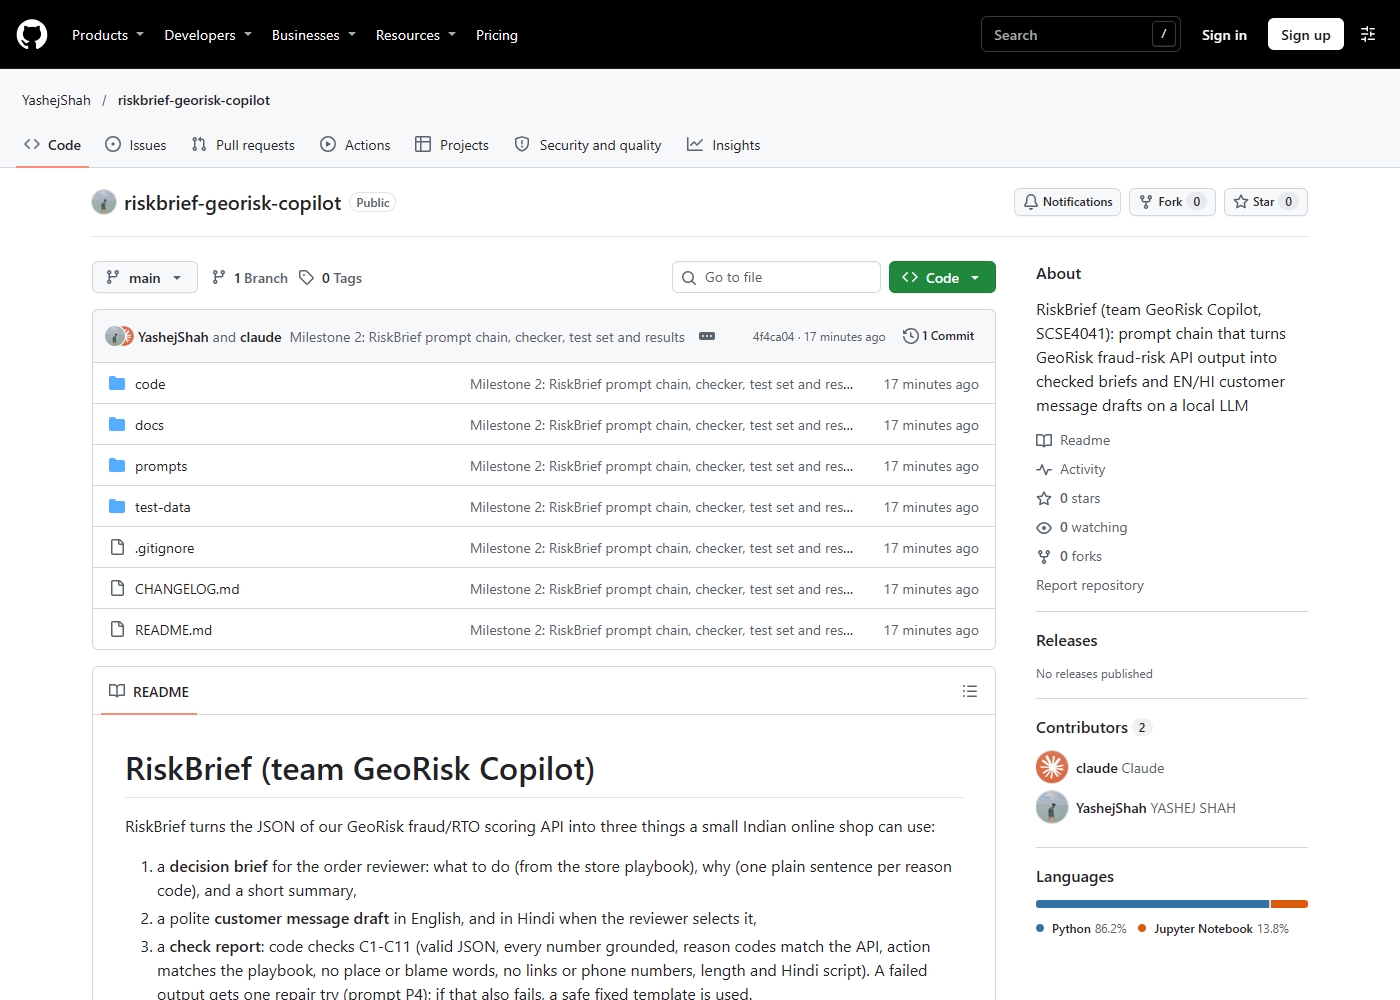 Products Developers Businesses Resources Pricing Search / Sign in Sign up
YashejShah / riskbrief-georisk-copilot
Code Issues Pull requests Actions Projects Security and quality Insights
riskbrief-georisk-copilot Public Notifications Fork 0 Star 0
main 1 Branch 0 Tags Go to file Code
YashejShah and claude Milestone 2: RiskBrief prompt chain, checker, test set and results 4f4ca04 · 17 minutes ago 1 Commit
code Milestone 2: RiskBrief prompt chain, checker, test set and res... 17 minutes ago
docs Milestone 2: RiskBrief prompt chain, checker, test set and res... 17 minutes ago
prompts Milestone 2: RiskBrief prompt chain, checker, test set and res... 17 minutes ago
test-data Milestone 2: RiskBrief prompt chain, checker, test set and res... 17 minutes ago
.gitignore Milestone 2: RiskBrief prompt chain, checker, test set and res... 17 minutes ago
CHANGELOG.md Milestone 2: RiskBrief prompt chain, checker, test set and res... 17 minutes ago
README.md Milestone 2: RiskBrief prompt chain, checker, test set and res... 17 minutes ago
README
RiskBrief (team GeoRisk Copilot)
RiskBrief turns the JSON of our GeoRisk fraud/RTO scoring API into three things a small Indian online shop can use:
1. a decision brief for the order reviewer: what to do (from the store playbook), why (one plain sentence per reason
code), and a short summary,
2. a polite customer message draft in English, and in Hindi when the reviewer selects it,
3. a check report: code checks C1-C11 (valid JSON, every number grounded, reason codes match the API, action
matches the playbook, no place or blame words, no links or phone numbers, length and Hindi script). A failed
output gets one repair try (prompt P4); if that also fails, a safe fixed template is used.
About
RiskBrief (team GeoRisk Copilot,
SCSE4041): prompt chain that turns
GeoRisk fraud-risk API output into
checked briefs and EN/HI customer
message drafts on a local LLM
Readme
Activity
0 stars
0 watching
0 forks
Report repository
Releases
No releases published
Contributors 2
claude Claude
YashejShah YASHEJ SHAH
Languages
Python 86.2% Jupyter Notebook 13.8%